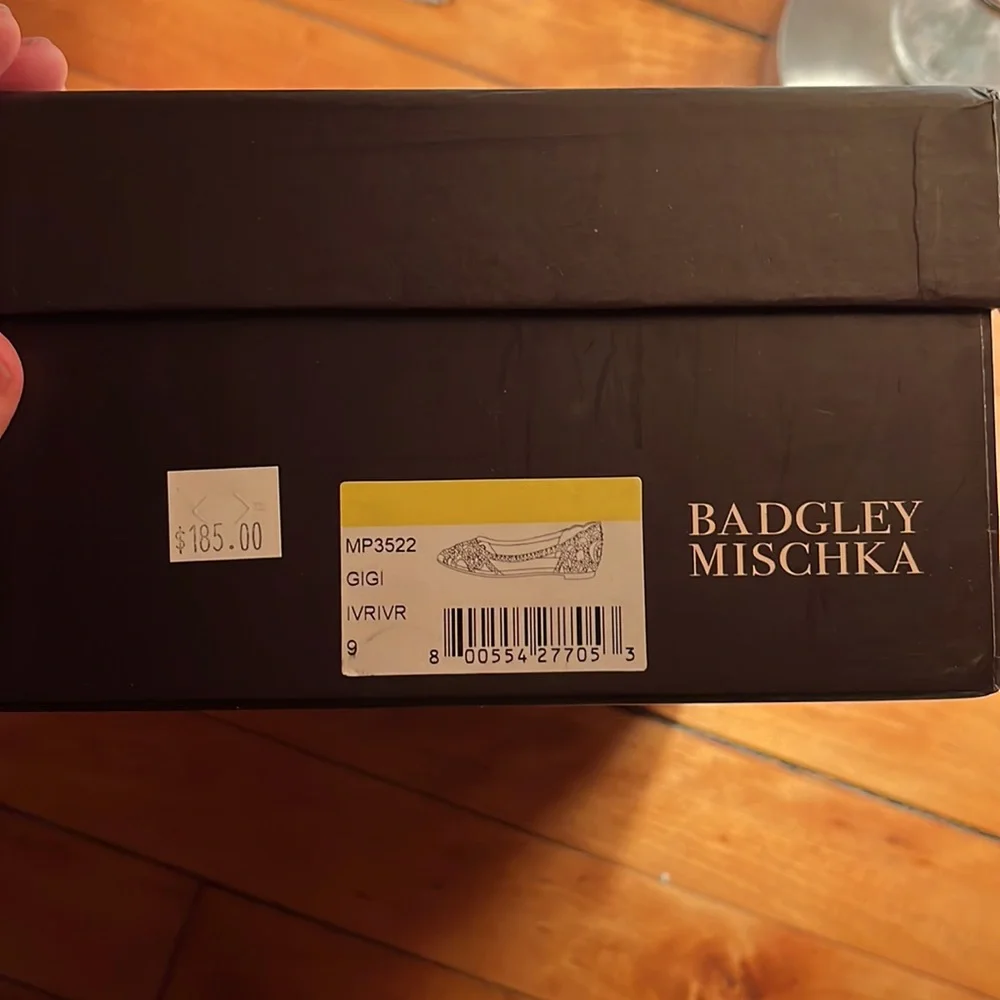 $185.00
MP3522
GIGI
IVRIVR
9
8 00554 27705 3
BADGLEY
MISCHKA